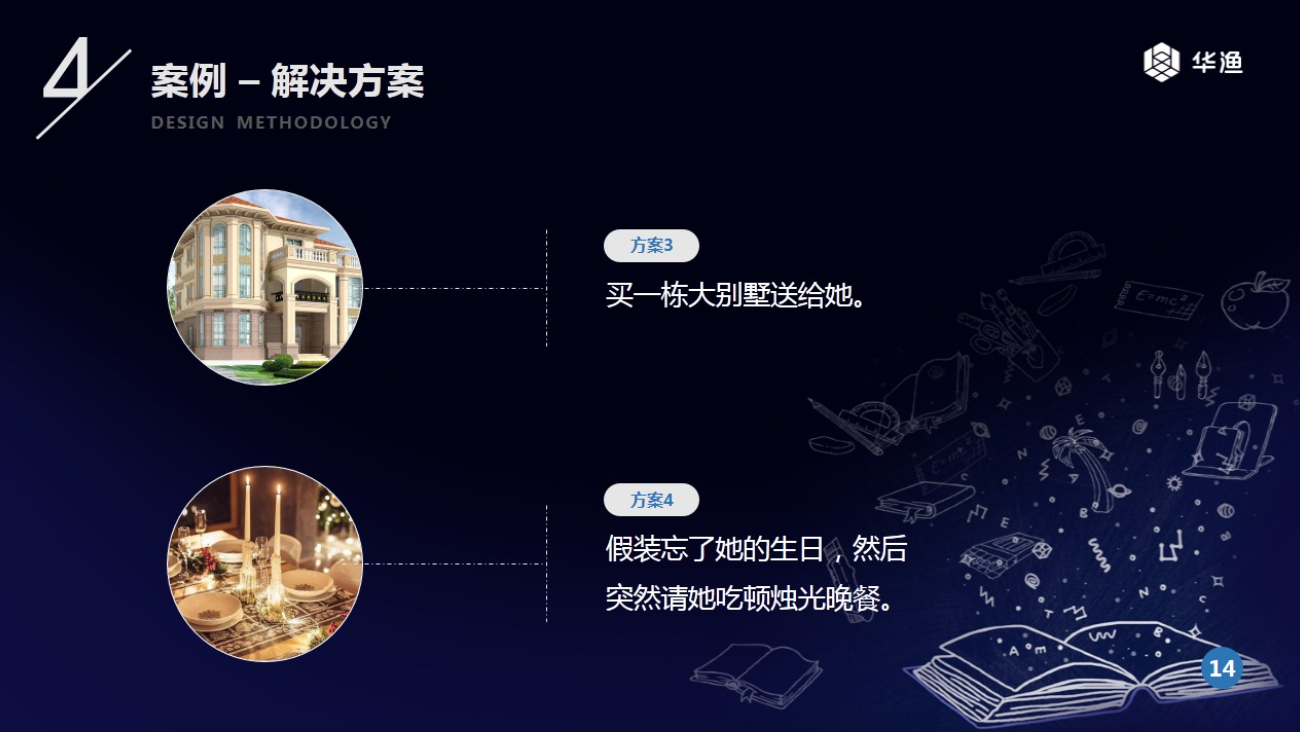 4
案例 – 解决方案
DESIGN METHODOLOGY
华渔
方案3
买一栋大别墅送给她。
方案4
假装忘了她的生日，然后
突然请她吃顿烛光晚餐。
E=mc²
14